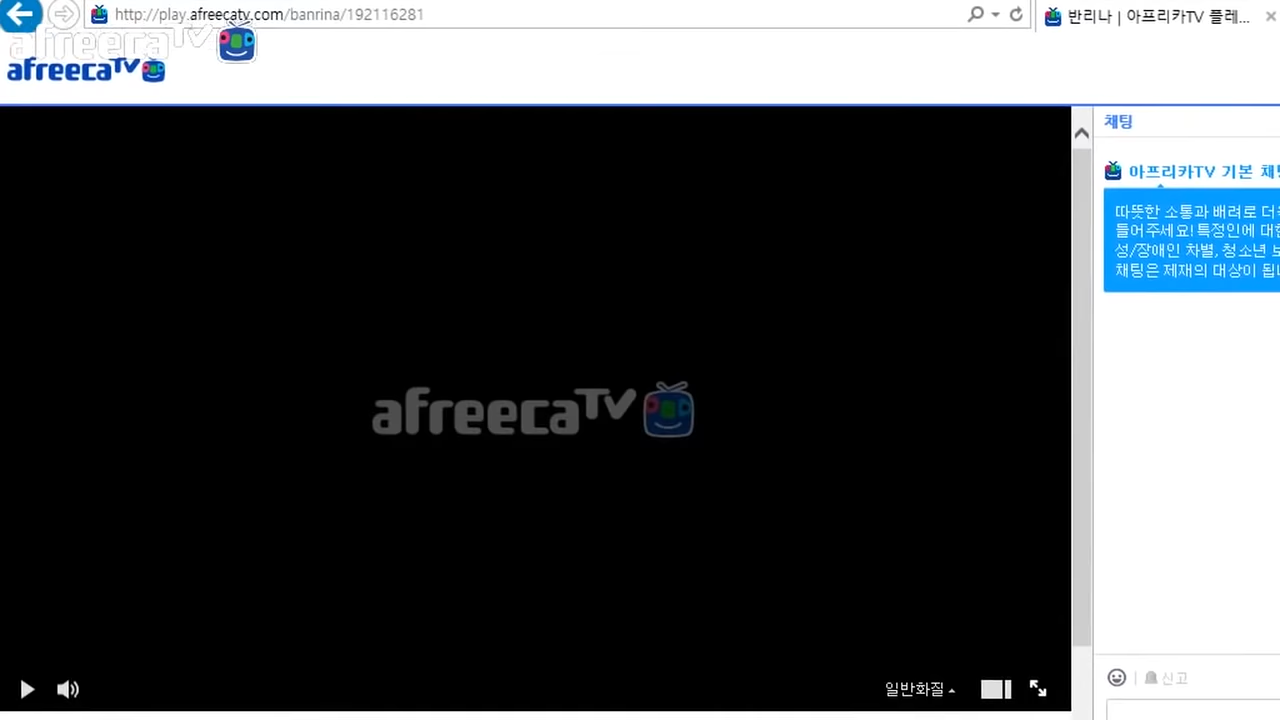 http://play.afreecatv.com/banrina/192116281
반리나 | 아프리카TV 플레...
afreecaTV
afreecaTV
채팅
아프리카TV 기본 채팅
따뜻한 소통과 배려로 더
들어주세요! 특정인에 대한
성/장애인 차별, 청소년 보
채팅은 제재의 대상이 됩니
afreecaTV
일반화질
신고